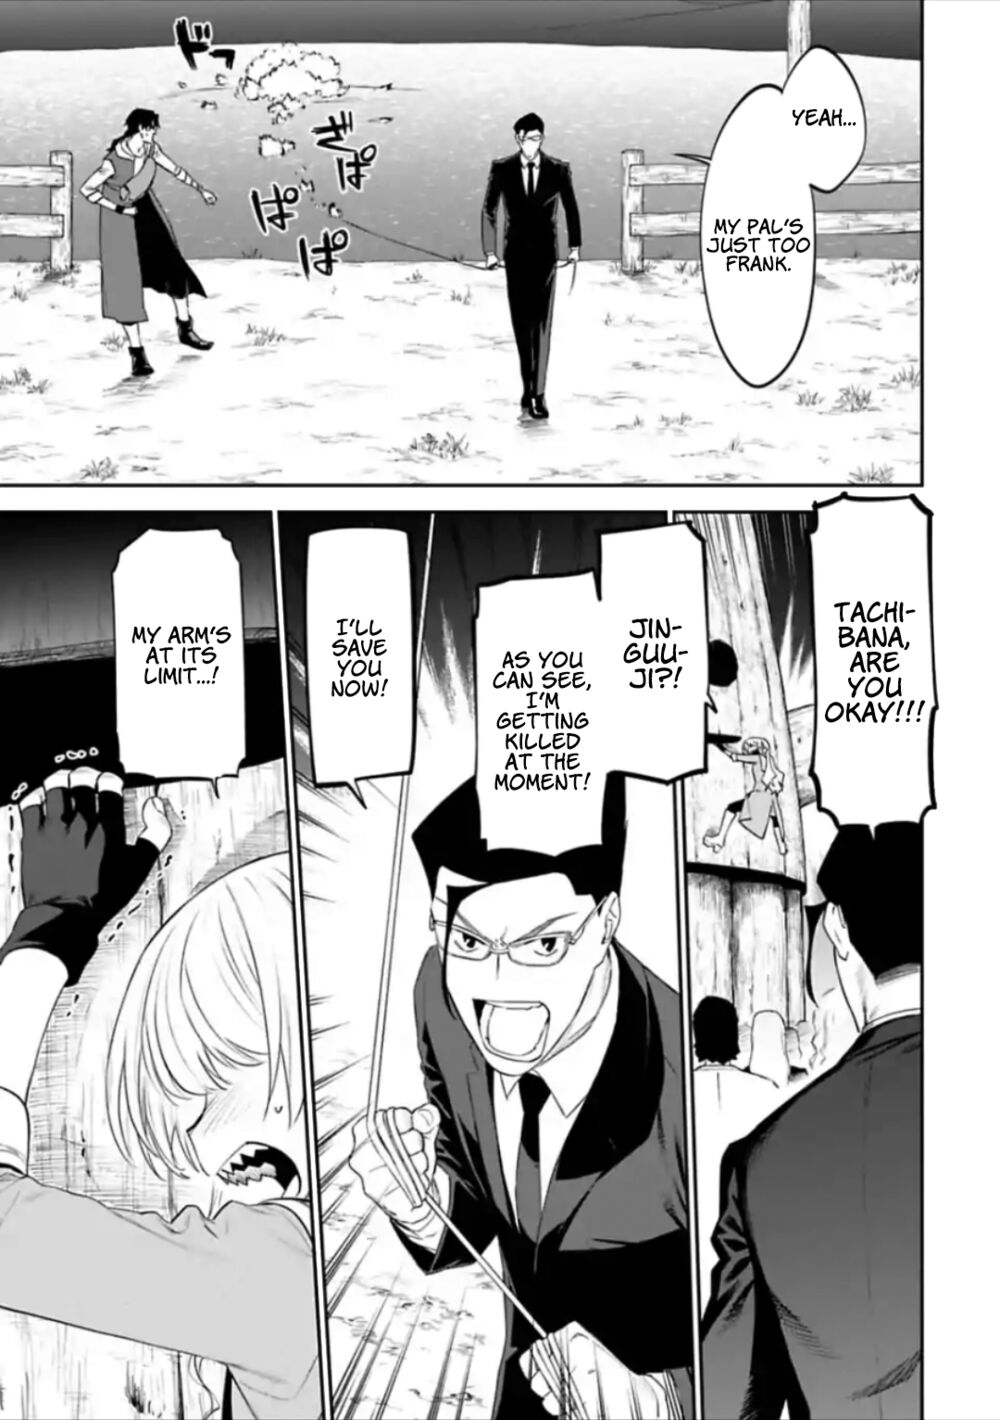 YEAH...
MY PAL'S
JUST TOO
FRANK.
ドッ
ぎぱ
ぱ
ぱ
TACHI-
BANA,
ARE
YOU
OKAY!!!
JIN-
GUU-
JI?!
AS YOU
CAN SEE,
I'M
GETTING
KILLED
AT THE
MOMENT!
I'LL
SAVE
YOU
NOW!
MY ARM'S
AT ITS
LIMIT...!